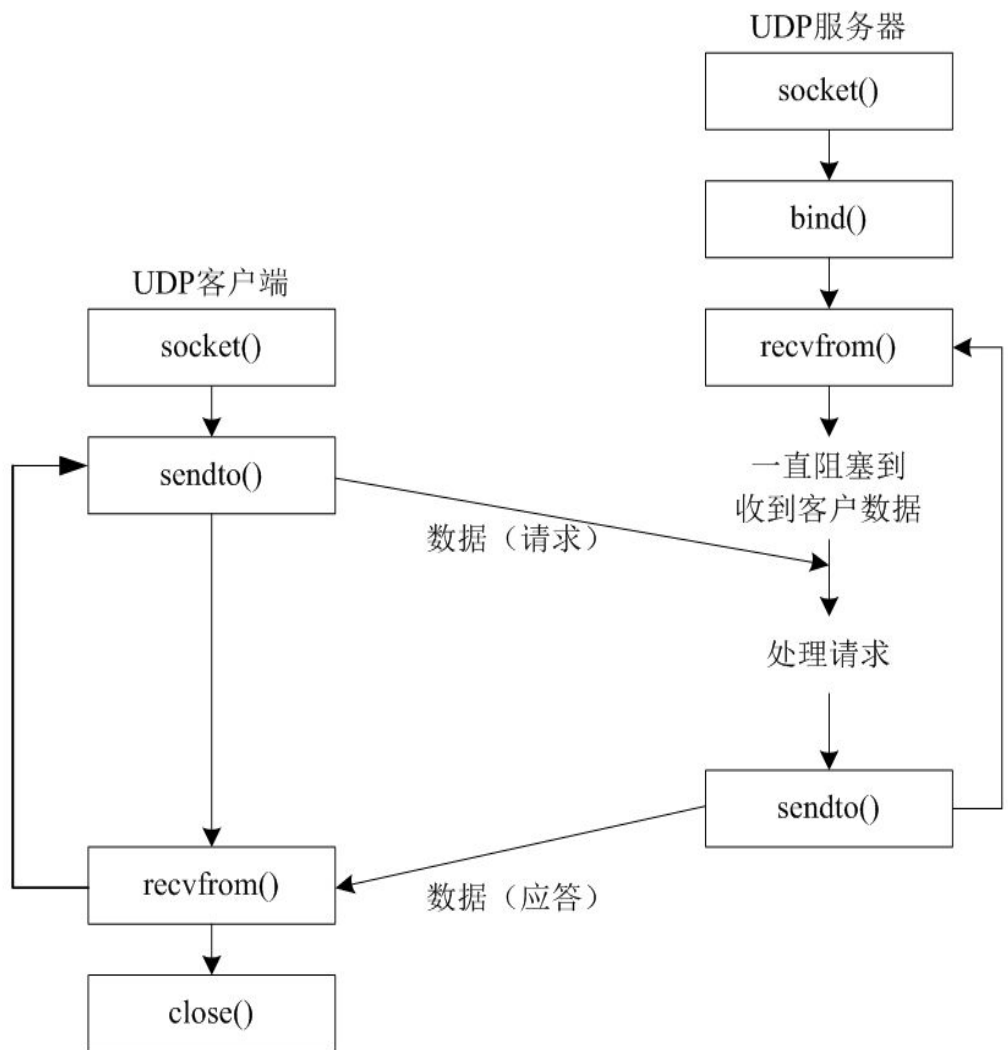 UDP服务器
socket()
bind()
recvfrom()
一直阻塞到
收到客户数据
处理请求
sendto()
UDP客户端
socket()
sendto()
数据（请求）
recvfrom()
数据（应答）
close()